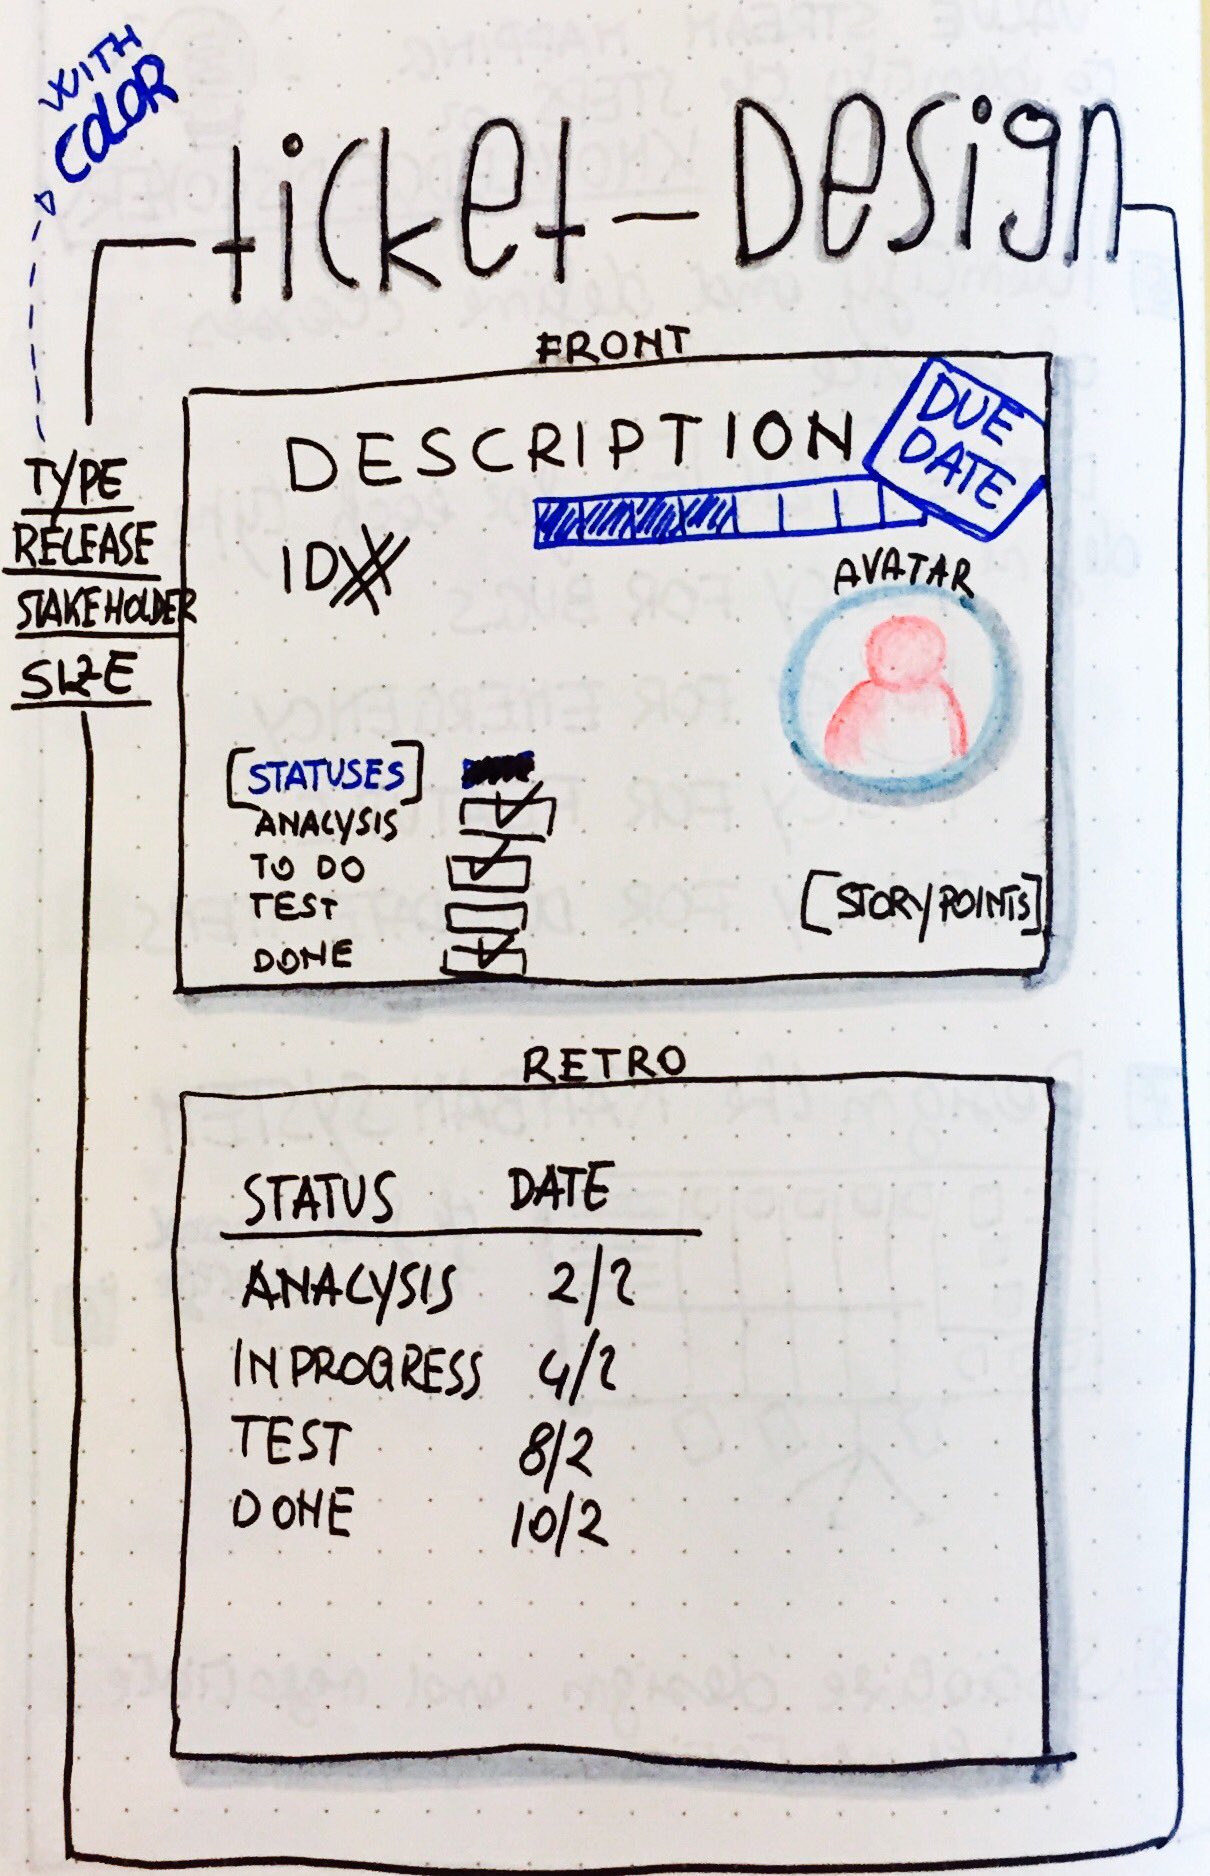 WITH
COLOR
ticket - Design
FRONT
TYPE
RELEASE
STAKEHOLDER
SIZE
DESCRIPTION
DUE
DATE
ID
AVATAR
[STATUSES]
ANALYSIS
TO DO
TEST
DONE
[STORY POINTS]
RETRO
STATUS DATE
ANALYSIS 2/2
IN PROGRESS 4/2
TEST 8/2
DONE 10/2